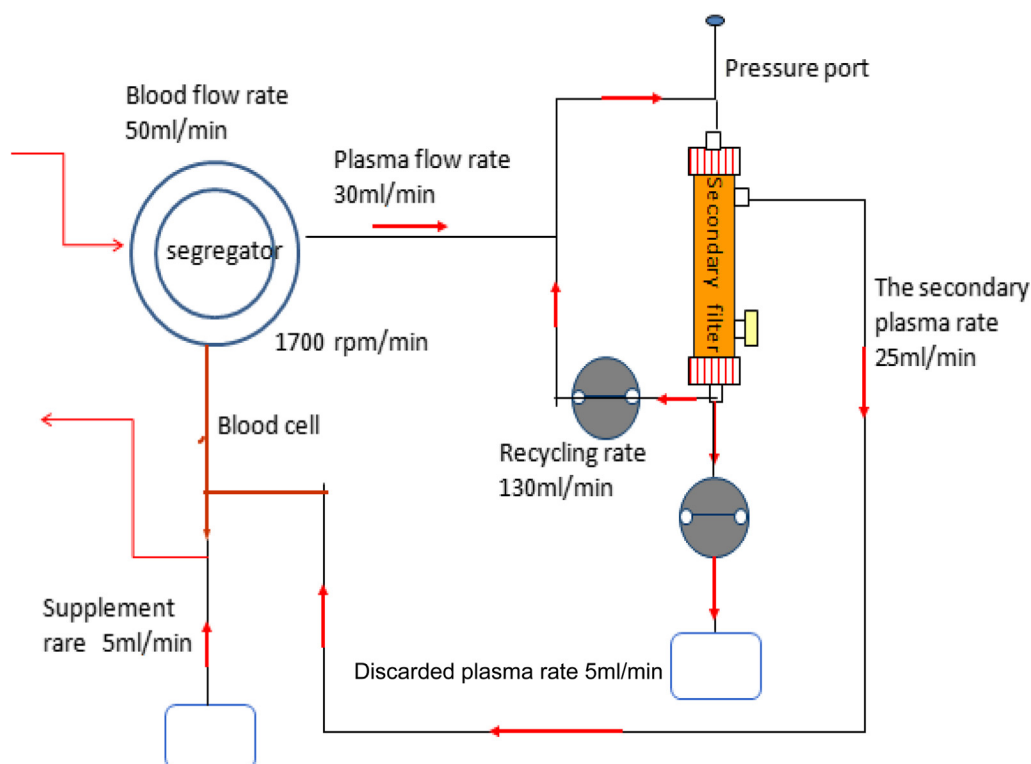 Pressure port
Blood flow rate
50ml/min
Plasma flow rate
30ml/min
segregator
Secondary filter
1700 rpm/min
The secondary
plasma rate
25ml/min
Blood cell
Recycling rate
130ml/min
Supplement
rare 5ml/min
Discarded plasma rate 5ml/min